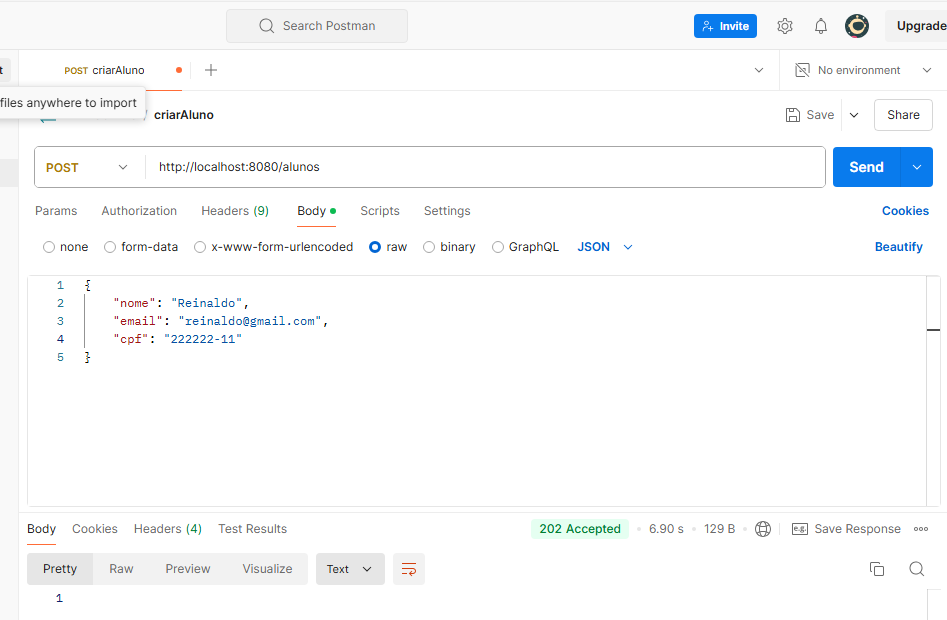 Search Postman
Invite
Upgrade
t
POST criarAluno
No environment
files anywhere to import
/ criarAluno
Save
Share
POST
http://localhost:8080/alunos
Send
Params
Authorization
Headers (9)
Body
Scripts
Settings
Cookies
none
form-data
x-www-form-urlencoded
raw
binary
GraphQL
JSON
Beautify
1 {
2 "nome": "Reinaldo",
3 "email": "reinaldo@gmail.com",
4 "cpf": "222222-11"
5 }
Body
Cookies
Headers (4)
Test Results
202 Accepted
6.90 s
129 B
e.g.
Save Response
Pretty
Raw
Preview
Visualize
Text
1